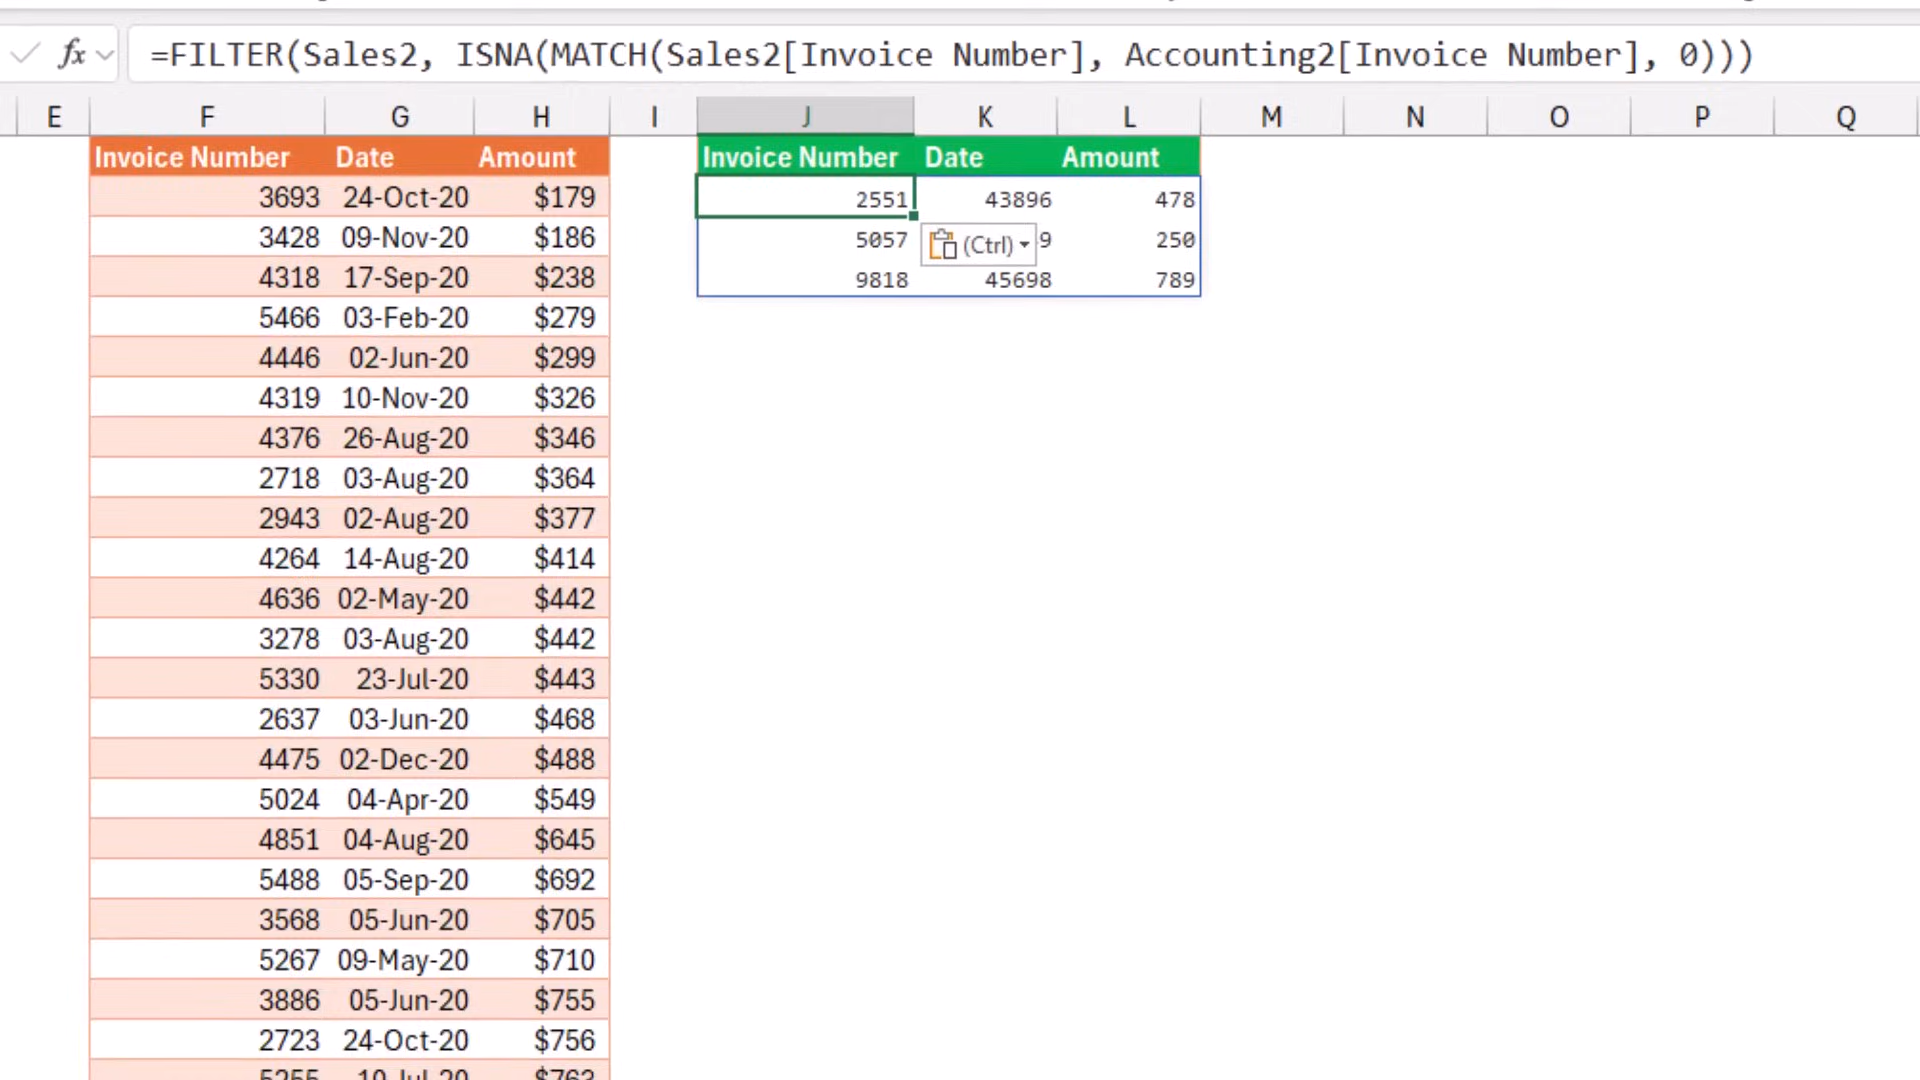 fx =FILTER(Sales2, ISNA(MATCH(Sales2[Invoice Number], Accounting2[Invoice Number], 0)))
E F G H I J K L M N O P Q
Invoice Number Date Amount Invoice Number Date Amount
3693 24-Oct-20 $179 2551 43896 478
3428 09-Nov-20 $186 5057 (Ctrl) 9 250
4318 17-Sep-20 $238 9818 45698 789
5466 03-Feb-20 $279
4446 02-Jun-20 $299
4319 10-Nov-20 $326
4376 26-Aug-20 $346
2718 03-Aug-20 $364
2943 02-Aug-20 $377
4264 14-Aug-20 $414
4636 02-May-20 $442
3278 03-Aug-20 $442
5330 23-Jul-20 $443
2637 03-Jun-20 $468
4475 02-Dec-20 $488
5024 04-Apr-20 $549
4851 04-Aug-20 $645
5488 05-Sep-20 $692
3568 05-Jun-20 $705
5267 09-May-20 $710
3886 05-Jun-20 $755
2723 24-Oct-20 $756